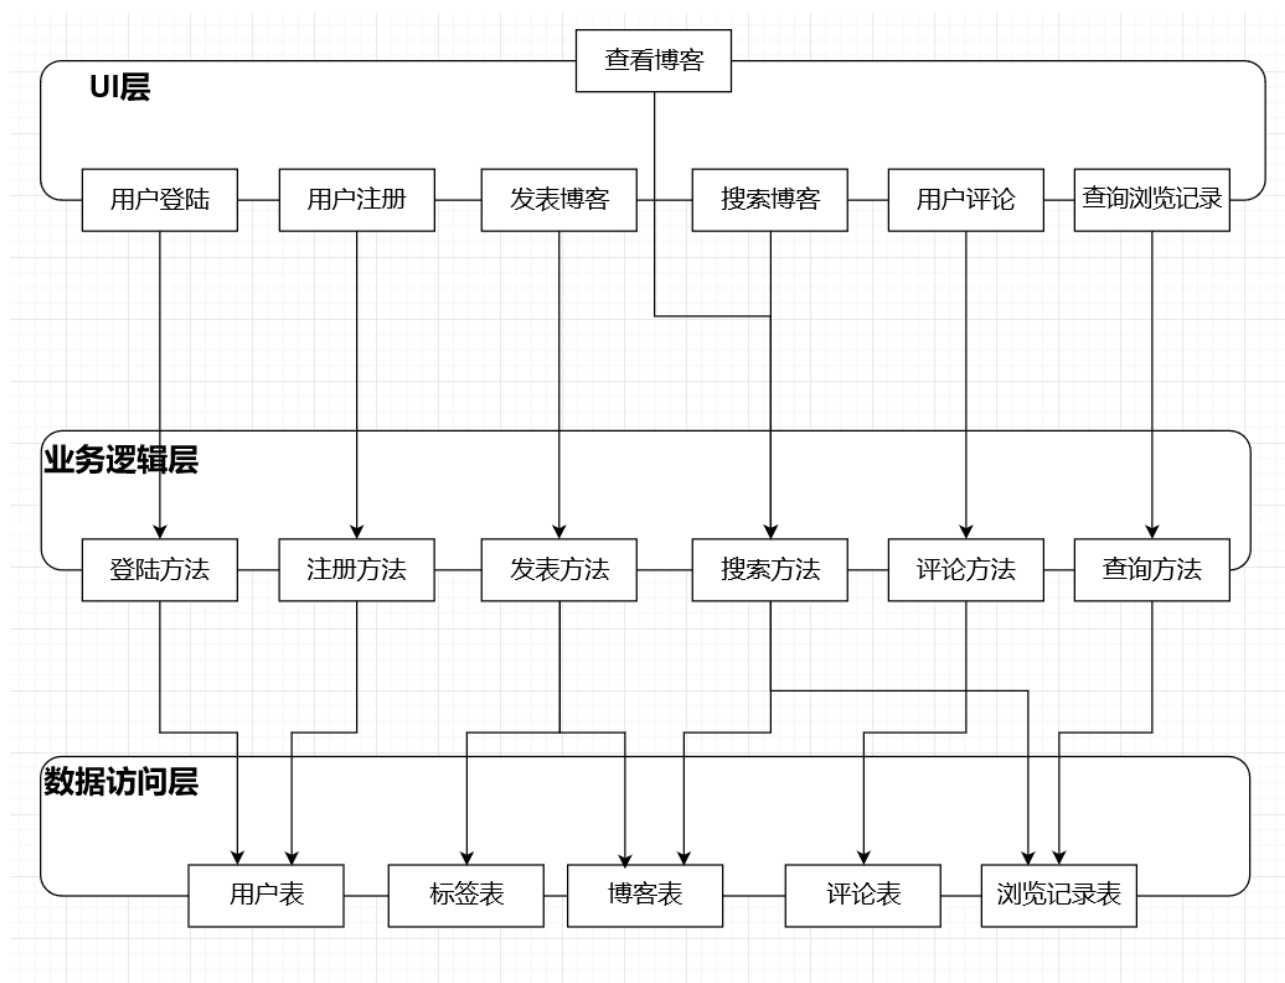 查看博客
UI层
用户登陆
用户注册
发表博客
搜索博客
用户评论
查询浏览记录
业务逻辑层
登陆方法
注册方法
发表方法
搜索方法
评论方法
查询方法
数据访问层
用户表
标签表
博客表
评论表
浏览记录表